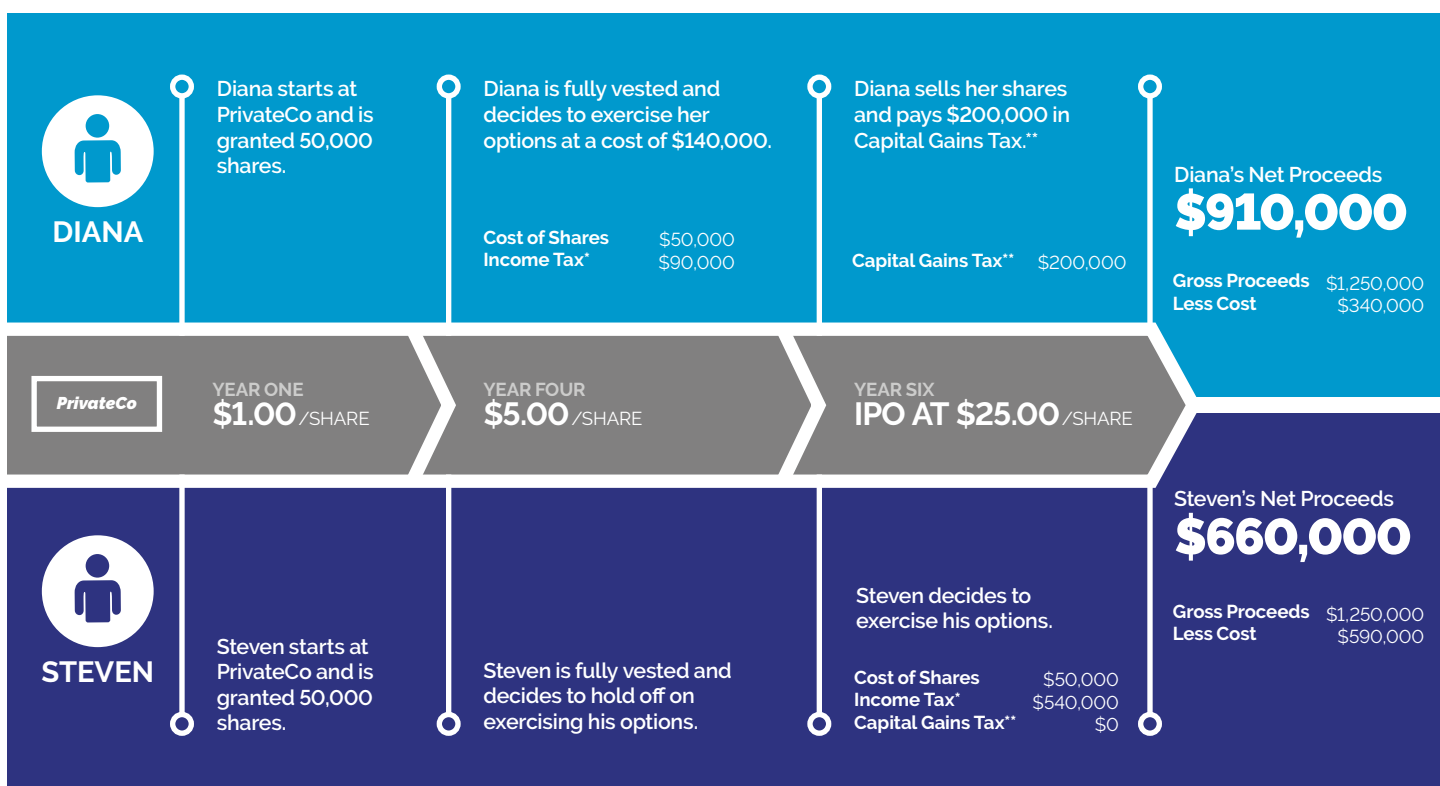 DIANA
Diana starts at
PrivateCo and is
granted 50,000
shares.
Diana is fully vested and
decides to exercise her
options at a cost of $140,000.
Cost of Shares $50,000
Income Tax* $90,000
Diana sells her shares
and pays $200,000 in
Capital Gains Tax.**
Capital Gains Tax** $200,000
Diana's Net Proceeds
$910,000
Gross Proceeds $1,250,000
Less Cost $340,000
PrivateCo
YEAR ONE
$1.00/SHARE
YEAR FOUR
$5.00/SHARE
YEAR SIX
IPO AT $25.00/SHARE
STEVEN
Steven starts at
PrivateCo and is
granted 50,000
shares.
Steven is fully vested and
decides to hold off on
exercising his options.
Steven decides to
exercise his options.
Cost of Shares $50,000
Income Tax* $540,000
Capital Gains Tax** $0
Steven's Net Proceeds
$660,000
Gross Proceeds $1,250,000
Less Cost $590,000